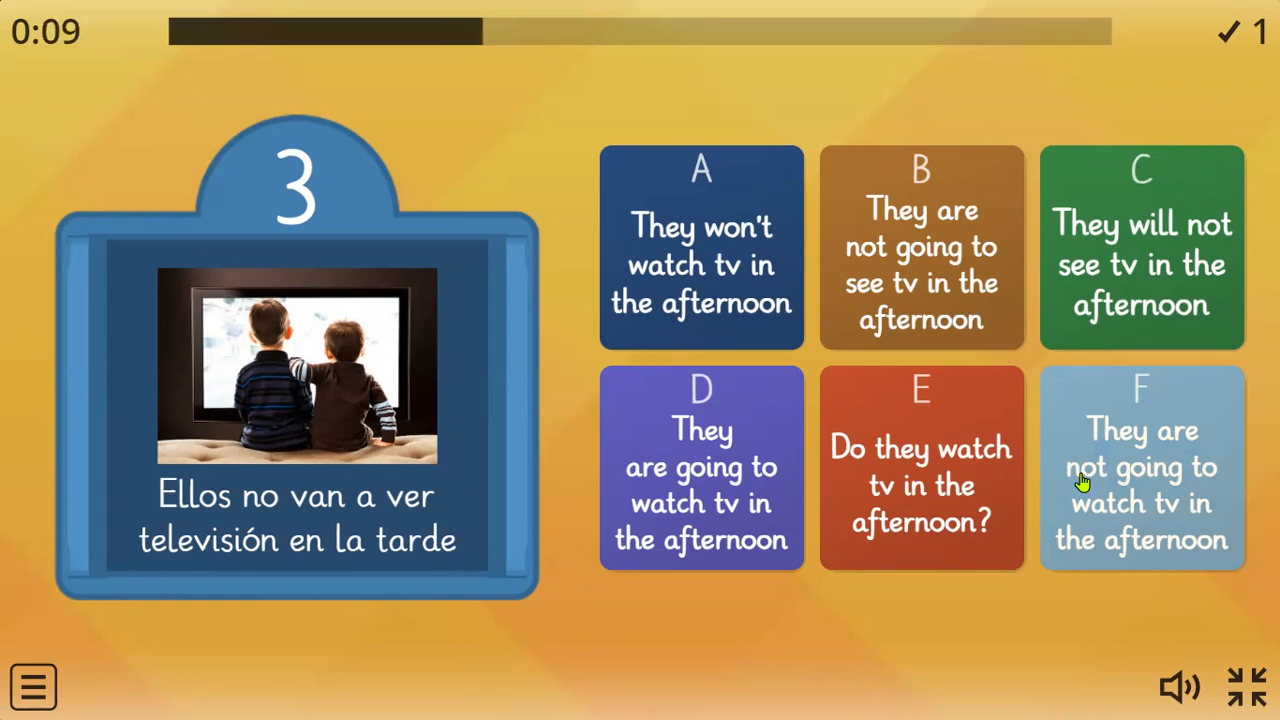 0:09
✓ 1
3
Ellos no van a ver
televisión en la tarde
A
They won't
watch tv in
the afternoon
B
They are
not going to
see tv in the
afternoon
C
They will not
see tv in the
afternoon
D
They
are going to
watch tv in
the afternoon
E
Do they watch
tv in the
afternoon?
F
They are
not going to
watch tv in
the afternoon